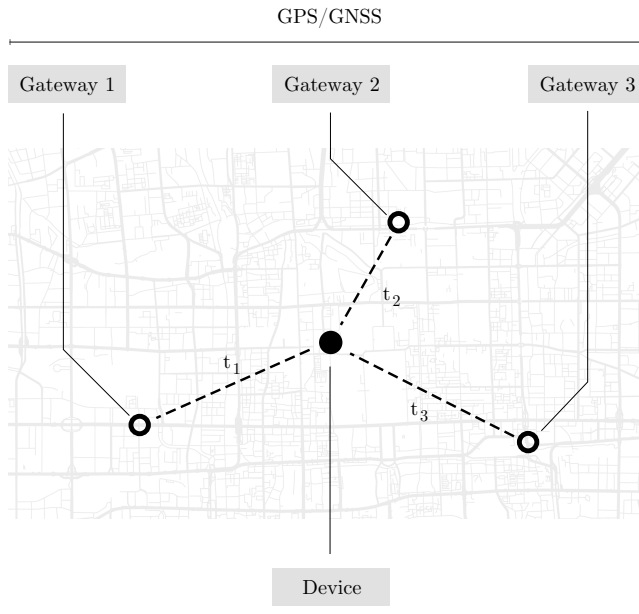 GPS/GNSS
Gateway 1
Gateway 2
Gateway 3
t2
t1
t3
Device